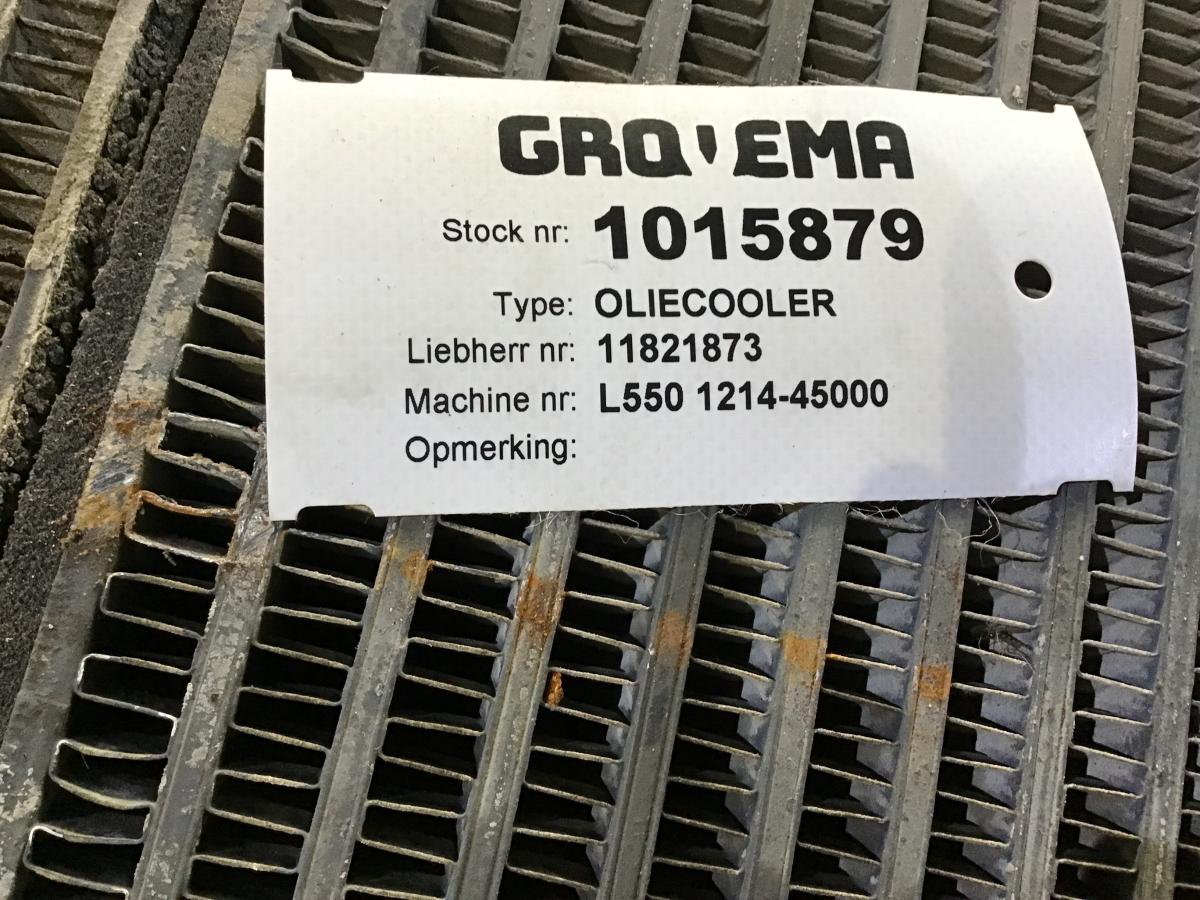 GRO'EMA
Stock nr: 1015879
Type: OLIECOOLER
Liebherr nr: 11821873
Machine nr: L550 1214-45000
Opmerking: